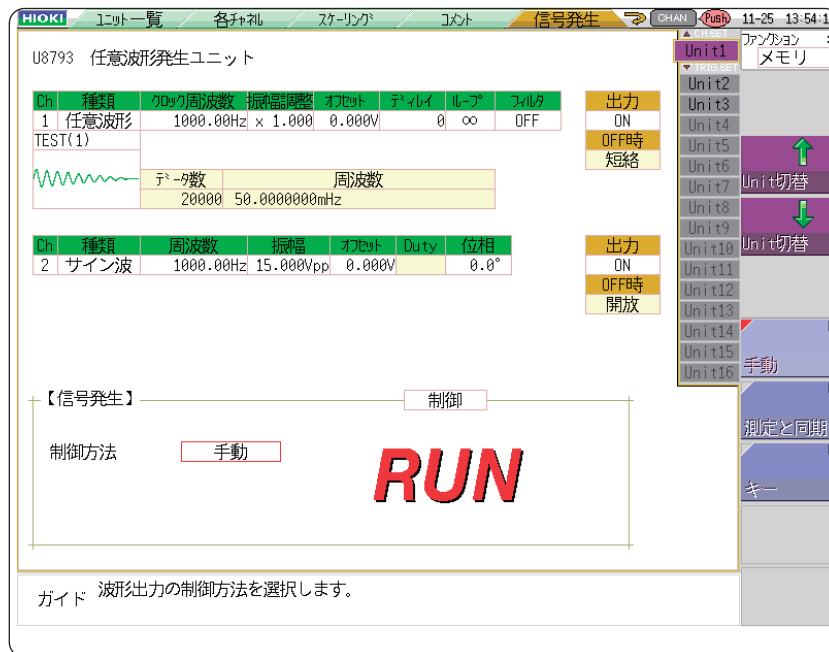 HIOKI ﾕﾆｯﾄ一覧 各ﾁｬﾈﾙ ｽｹｰﾘﾝｸﾞ ｺﾒﾝﾄ 信号発生 CHAN Push 11-25 13:54:1
U8793 任意波形発生ユニット
Ch 種類 ｸﾛｯｸ周波数 振幅調整 ｵﾌｾｯﾄ ﾃﾞｨﾚｲ ﾙｰﾌﾟ ﾌｨﾙﾀ
1 任意波形 1000.00Hz x 1.000 0.000V 0 ∞ OFF
TEST(1)
ﾃﾞｰﾀ数 周波数
20000 50.0000000mHz
出力
ON
OFF時
短絡
Ch 種類 周波数 振幅 ｵﾌｾｯﾄ Duty 位相
2 サイン波 1000.00Hz 15.000Vpp 0.000V 0.0°
出力
ON
OFF時
開放
【信号発生】 制御
制御方法 手動
RUN
ガイド 波形出力の制御方法を選択します。
▲ CH.SET
Unit1
▼ TRIG.SET
Unit2
Unit3
Unit4
Unit5
Unit6
Unit7
Unit8
Unit9
Unit10
Unit11
Unit12
Unit13
Unit14
Unit15
Unit16
ﾌｧﾝｸｼｮﾝ :
メモリ
Unit切替
Unit切替
手動
測定と同期
キー